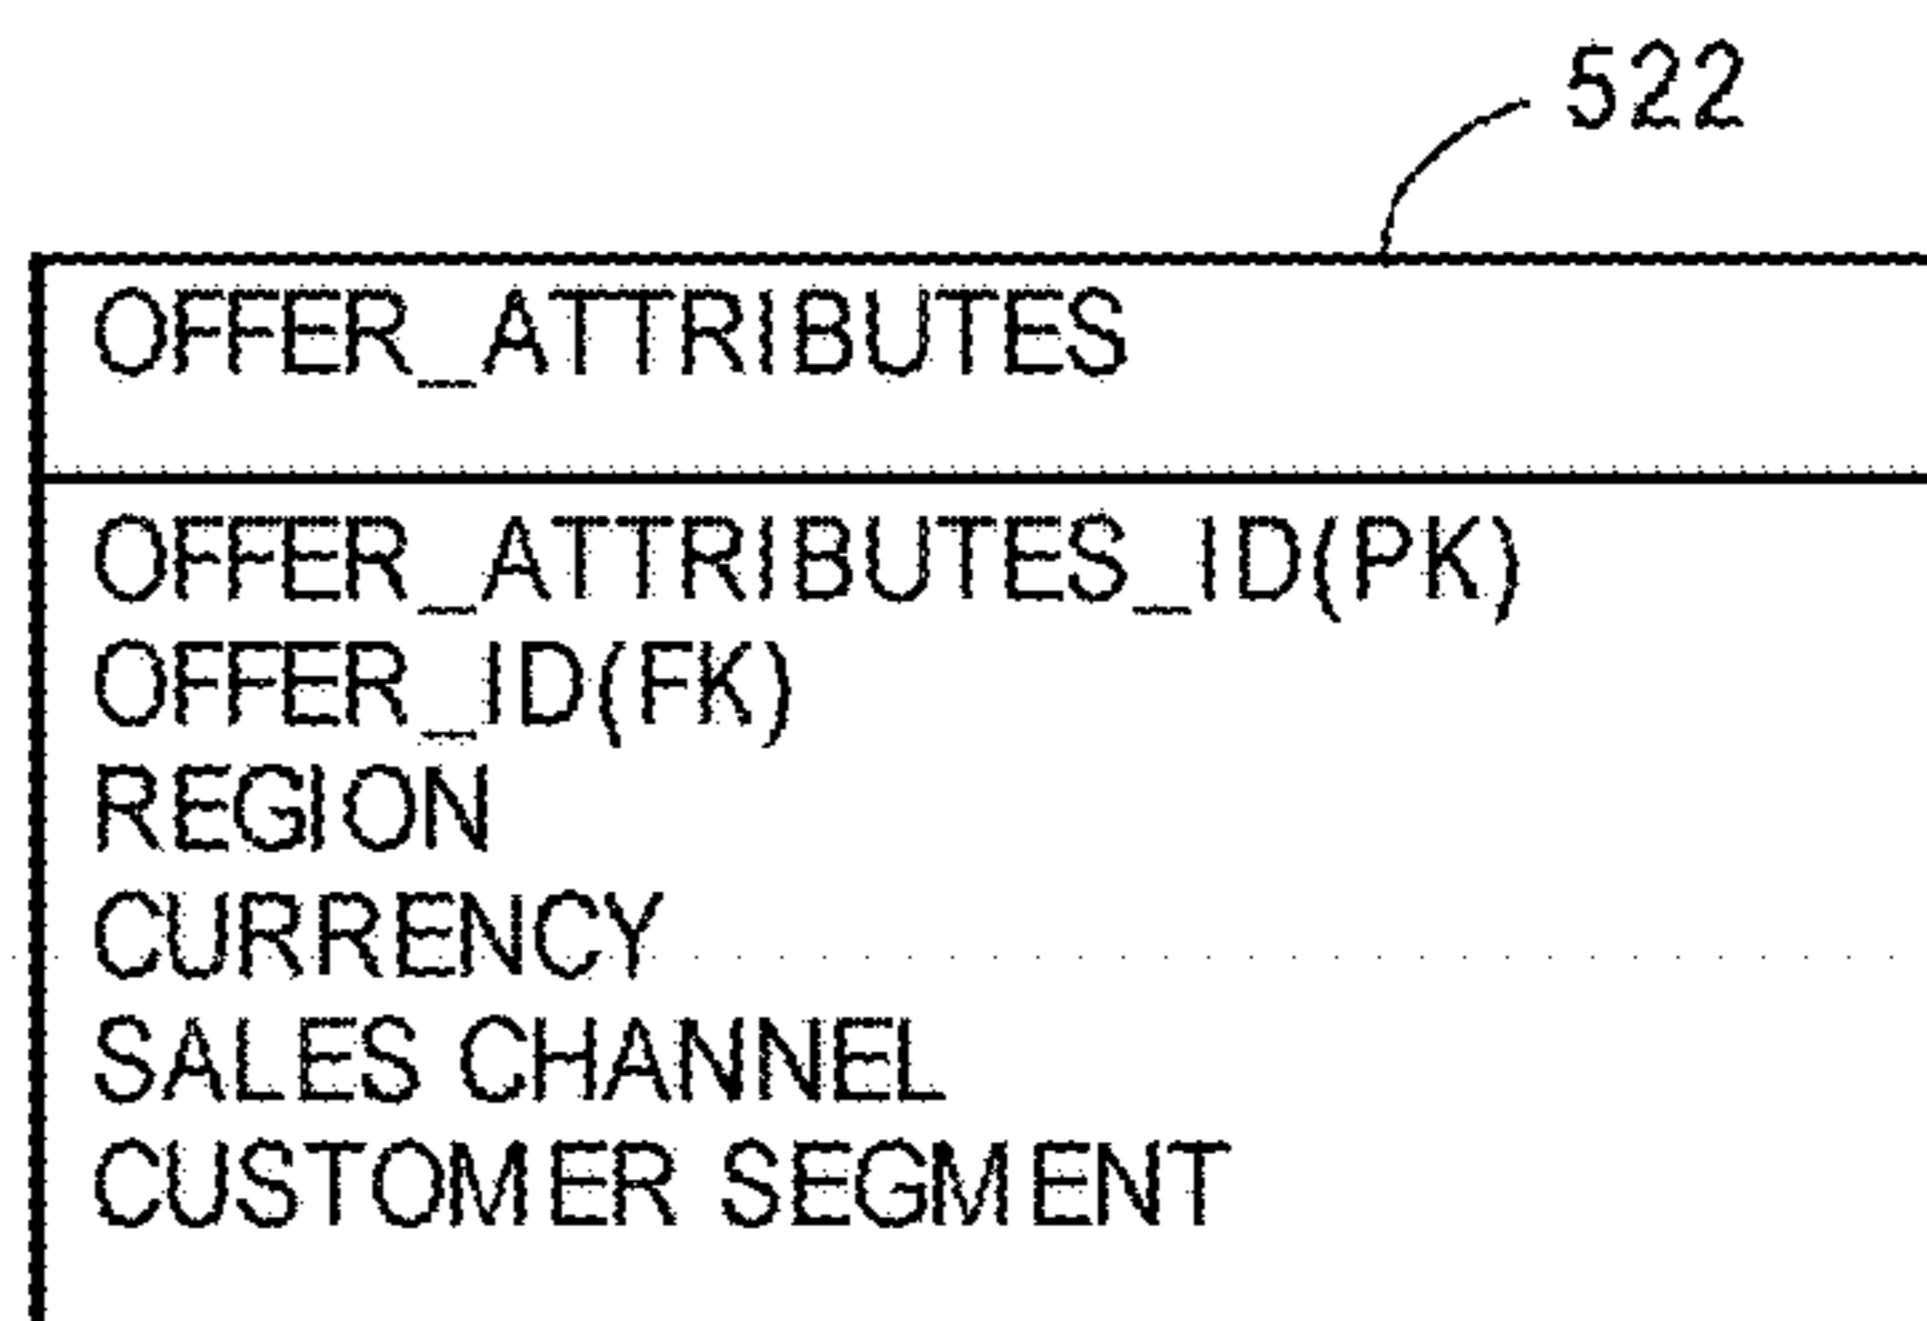 522
OFFER_ATTRIBUTES
OFFER_ATTRIBUTES_ID(PK)
OFFER_ID(FK)
REGION
CURRENCY
SALES CHANNEL
CUSTOMER SEGMENT